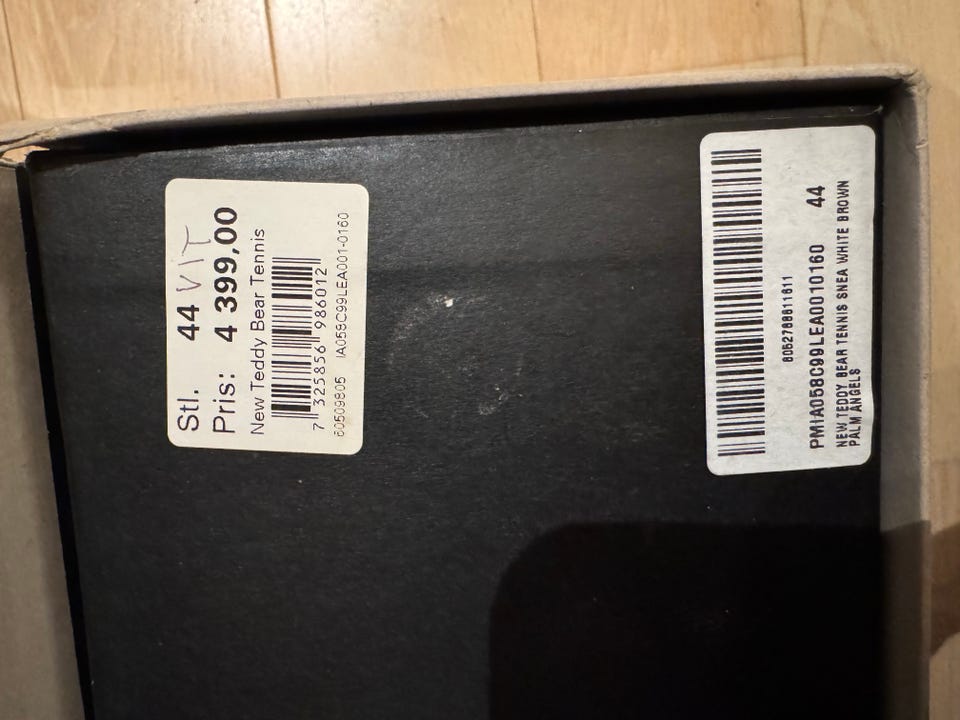 Stl. 44 VIT
Pris: 4 399,00
New Teddy Bear Tennis
7 325856 986012
60509805 IA058C99LEA001-0160
8052788811611
PMIA058C99LEA0010160 44
NEW TEDDY BEAR TENNIS SNEA WHITE BROWN
PALM ANGELS